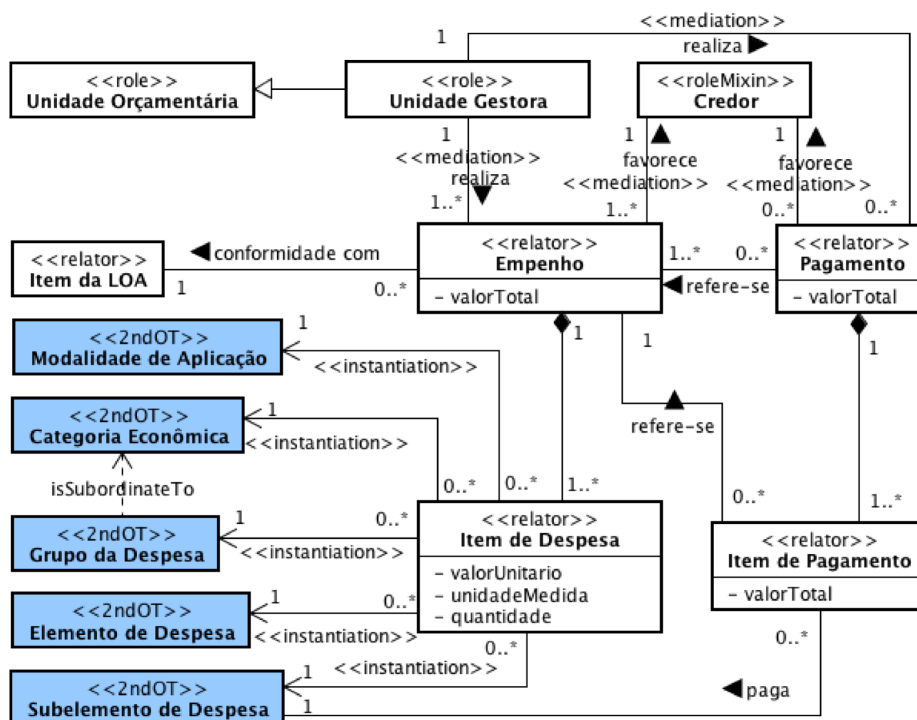 <<mediation>>
1
realiza
<<role>>
Unidade Orçamentária
<<role>>
Unidade Gestora
<<roleMixin>>
Credor
1
1
1
<<mediation>>
realiza
favorece
<<mediation>>
favorece
<<mediation>>
1..*
1..*
0..*
0..*
<<relator>>
Item da LOA
conformidade com
1
0..*
<<relator>>
Empenho
- valorTotal
1..*
0..*
refere-se
<<relator>>
Pagamento
- valorTotal
<<2ndOT>>
Modalidade de Aplicação
1
<<instantiation>>
1
1
1
<<2ndOT>>
Categoria Econômica
1
<<instantiation>>
refere-se
isSubordinateTo
0..*
0..*
1..*
0..*
1..*
<<2ndOT>>
Grupo da Despesa
1
0..*
<<instantiation>>
<<relator>>
Item de Despesa
- valorUnitario
- unidadeMedida
- quantidade
<<relator>>
Item de Pagamento
- valorTotal
<<2ndOT>>
Elemento de Despesa
1
0..*
<<instantiation>>
0..*
0..*
<<instantiation>>
<<2ndOT>>
Subelemento de Despesa
1
1
paga